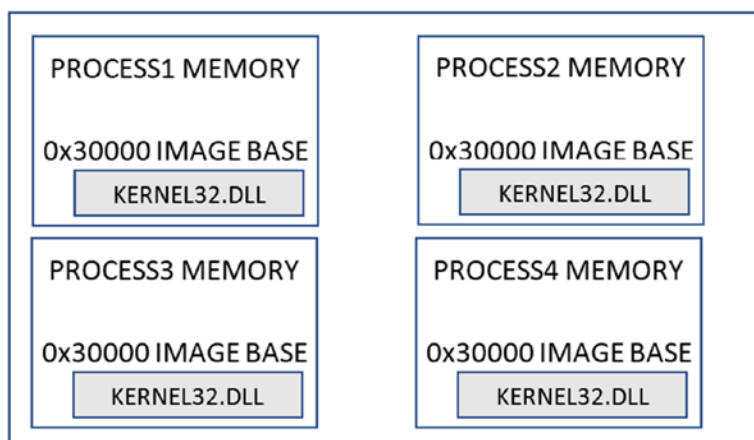 PROCESS1 MEMORY
0x30000 IMAGE BASE
KERNEL32.DLL
PROCESS2 MEMORY
0x30000 IMAGE BASE
KERNEL32.DLL
PROCESS3 MEMORY
0x30000 IMAGE BASE
KERNEL32.DLL
PROCESS4 MEMORY
0x30000 IMAGE BASE
KERNEL32.DLL